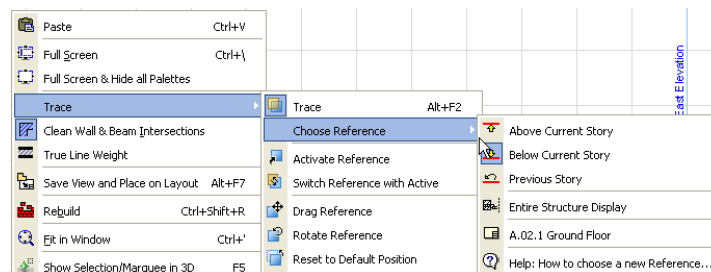 Paste Ctrl+V
Full Screen Ctrl+\
Full Screen & Hide all Palettes
Trace
Clean Wall & Beam Intersections
True Line Weight
Save View and Place on Layout Alt+F7
Rebuild Ctrl+Shift+R
Fit in Window Ctrl+'
Show Selection/Marquee in 3D F5
Trace Alt+F2
Choose Reference
Activate Reference
Switch Reference with Active
Drag Reference
Rotate Reference
Reset to Default Position
Above Current Story
Below Current Story
Previous Story
Entire Structure Display
A.02.1 Ground Floor
Help: How to choose a new Reference...
East Elevation